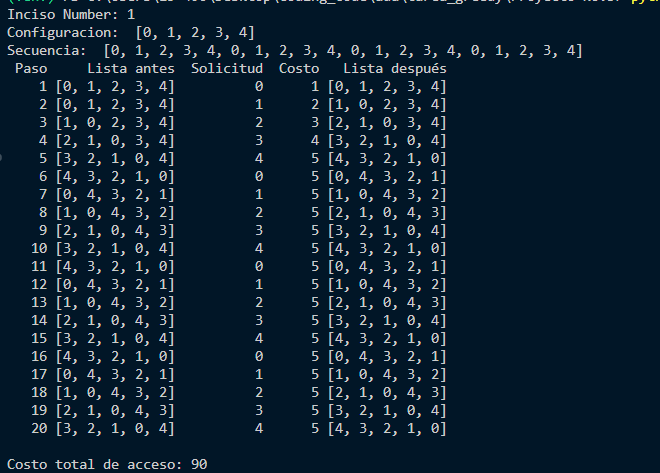 Inciso Number: 1
Configuracion: [0, 1, 2, 3, 4]
Secuencia: [0, 1, 2, 3, 4, 0, 1, 2, 3, 4, 0, 1, 2, 3, 4, 0, 1, 2, 3, 4]
Paso Lista antes Solicitud Costo Lista después
1 [0, 1, 2, 3, 4] 0 1 [0, 1, 2, 3, 4]
2 [0, 1, 2, 3, 4] 1 2 [1, 0, 2, 3, 4]
3 [1, 0, 2, 3, 4] 2 3 [2, 1, 0, 3, 4]
4 [2, 1, 0, 3, 4] 3 4 [3, 2, 1, 0, 4]
5 [3, 2, 1, 0, 4] 4 5 [4, 3, 2, 1, 0]
6 [4, 3, 2, 1, 0] 0 5 [0, 4, 3, 2, 1]
7 [0, 4, 3, 2, 1] 1 5 [1, 0, 4, 3, 2]
8 [1, 0, 4, 3, 2] 2 5 [2, 1, 0, 4, 3]
9 [2, 1, 0, 4, 3] 3 5 [3, 2, 1, 0, 4]
10 [3, 2, 1, 0, 4] 4 5 [4, 3, 2, 1, 0]
11 [4, 3, 2, 1, 0] 0 5 [0, 4, 3, 2, 1]
12 [0, 4, 3, 2, 1] 1 5 [1, 0, 4, 3, 2]
13 [1, 0, 4, 3, 2] 2 5 [2, 1, 0, 4, 3]
14 [2, 1, 0, 4, 3] 3 5 [3, 2, 1, 0, 4]
15 [3, 2, 1, 0, 4] 4 5 [4, 3, 2, 1, 0]
16 [4, 3, 2, 1, 0] 0 5 [0, 4, 3, 2, 1]
17 [0, 4, 3, 2, 1] 1 5 [1, 0, 4, 3, 2]
18 [1, 0, 4, 3, 2] 2 5 [2, 1, 0, 4, 3]
19 [2, 1, 0, 4, 3] 3 5 [3, 2, 1, 0, 4]
20 [3, 2, 1, 0, 4] 4 5 [4, 3, 2, 1, 0]
Costo total de acceso: 90